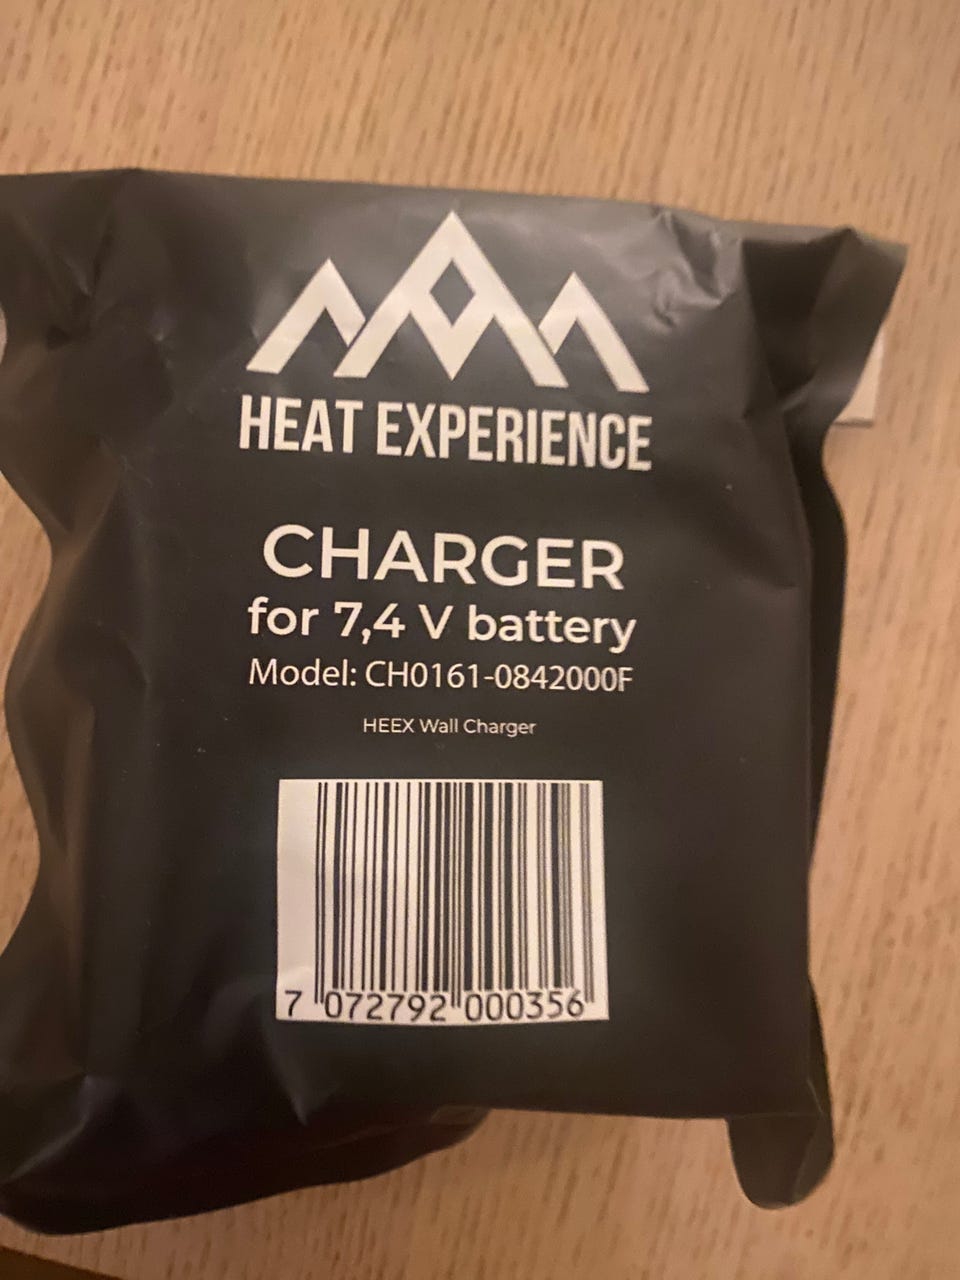 HEAT EXPERIENCE
CHARGER
for 7,4 V battery
Model: CH0161-0842000F
HEEX Wall Charger
7 072792 000356